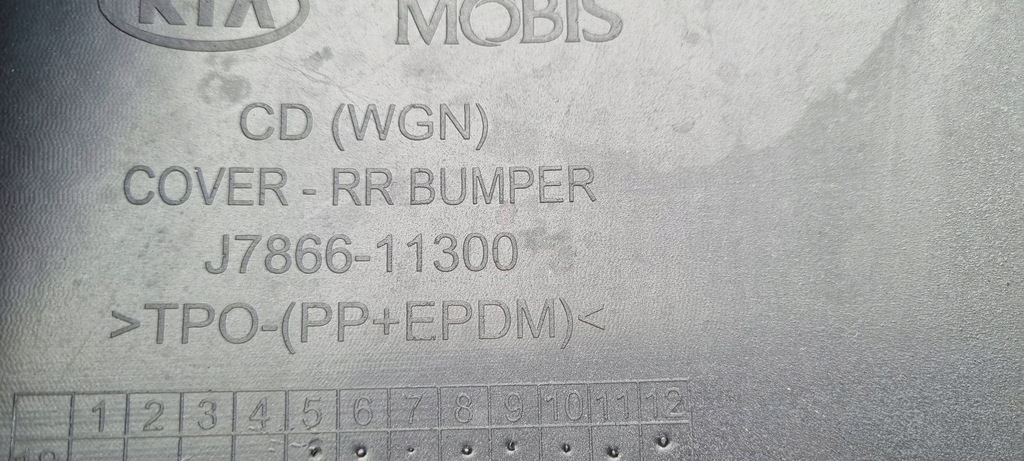 KIA MOBIS
CD (WGN)
COVER - RR BUMPER
J7866-11300
>TPO-(PP+EPDM)<
1 2 3 4 5 6 7 8 9 10 11 12